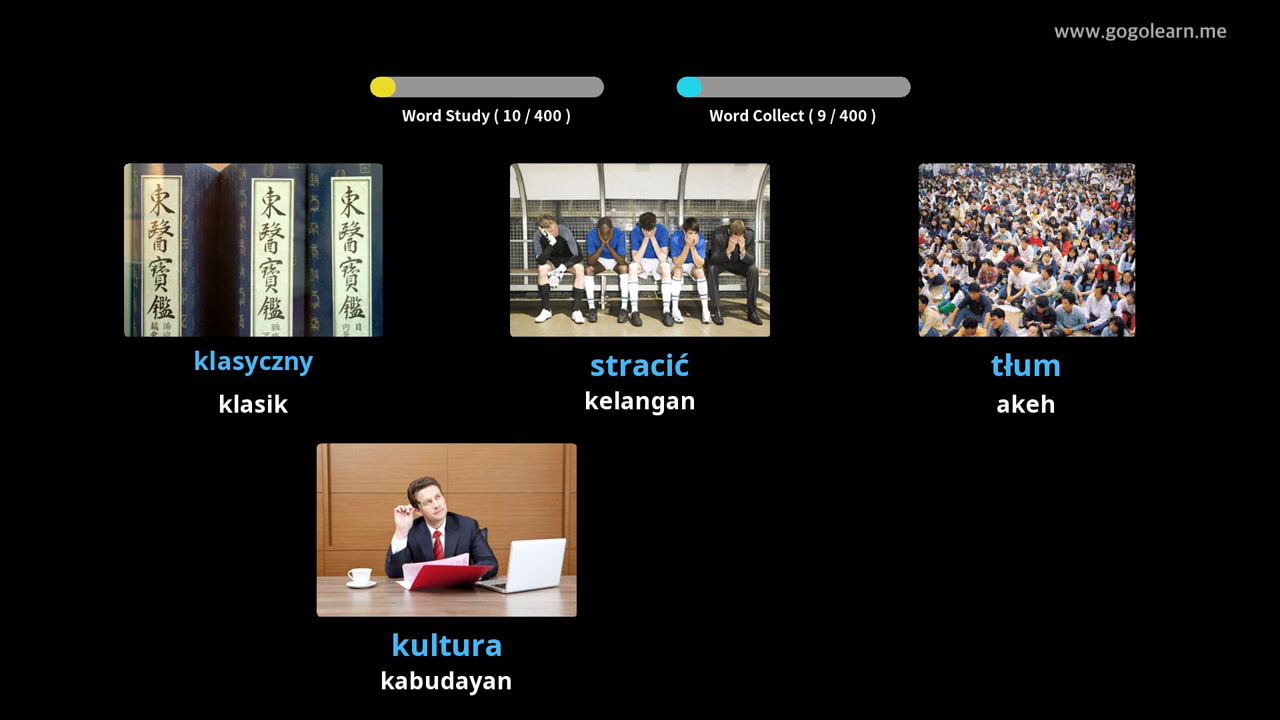 www.gogolearn.me
Word Study ( 10 / 400 )
Word Collect ( 9 / 400 )
東醫寶鑑
東醫寶鑑
東醫寶鑑
klasyczny
klasik
stracić
kelangan
tłum
akeh
kultura
kabudayan